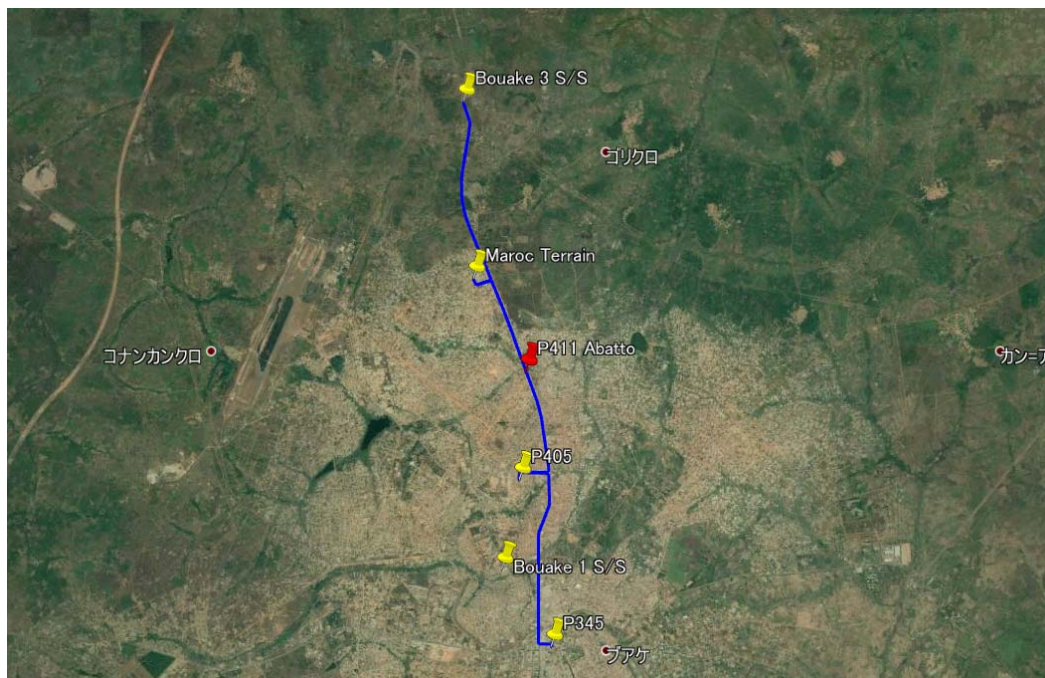 Bouake 3 S/S
ゴリクロ
Maroc Terrain
コナンカンクロ
P411 Abatto
カン=ア
P405
Bouake 1 S/S
P345
ブアケ